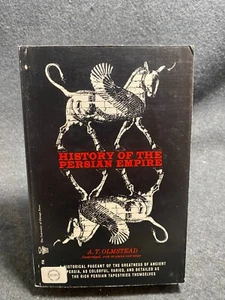 HISTORY OF THE
PERSIAN EMPIRE
A. T. OLMSTEAD
A HISTORICAL PAGEANT OF THE GREATNESS OF ANCIENT
PERSIA, AS COLORFUL, VARIED, AND DETAILED AS
THE RICH PERSIAN TAPESTRIES THEMSELVES